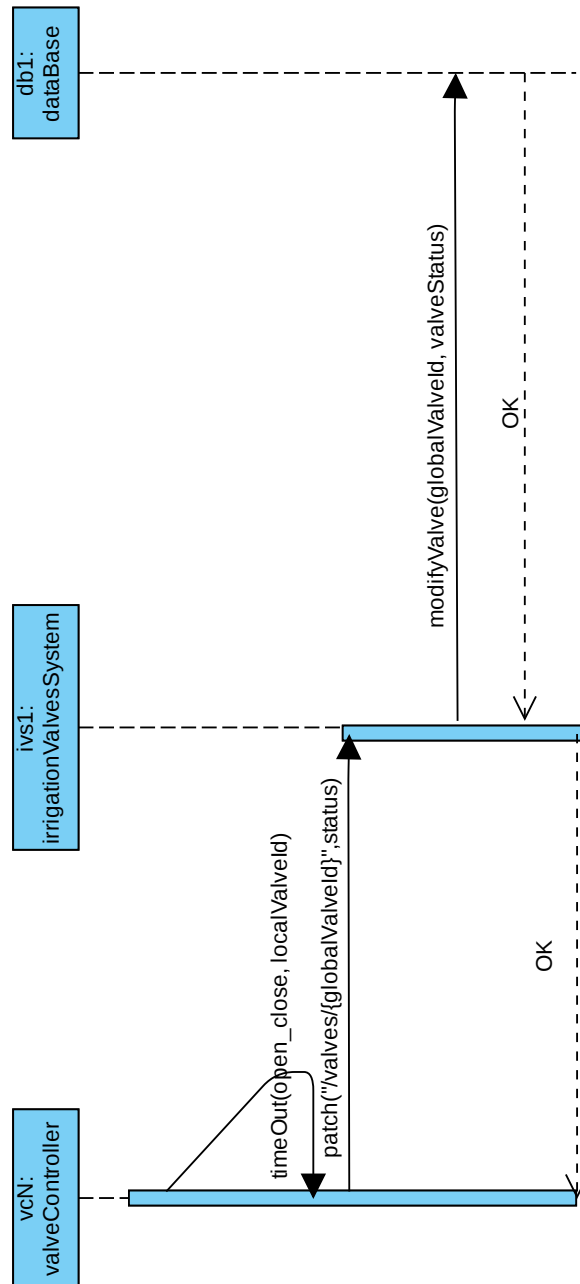 vcN:
valveController
ivs1:
irrigationValvesSystem
db1:
dataBase
timeOut(open_close, localValveId)
patch("/valves/{globalValveId}",status)
modifyValve(globalValveId, valveStatus)
OK
OK